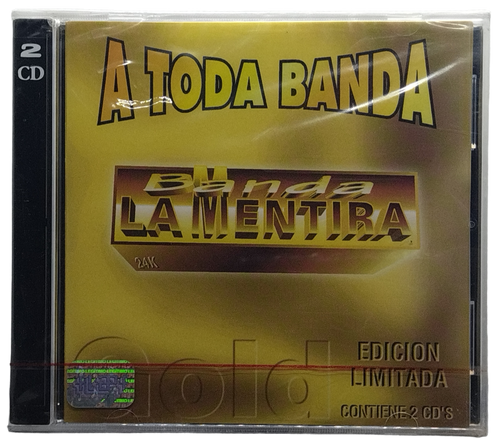 2
CD
A TODA BANDA
Banda
LA MENTIRA
24K
Gold
EDICION
LIMITADA
CONTIENE 2 CD'S